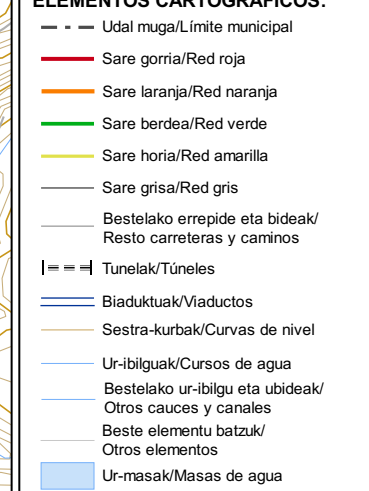 ELEMENTOS CARTOGRÁFICOS:
Udal muga/Límite municipal
Sare gorria/Red roja
Sare laranja/Red naranja
Sare berdea/Red verde
Sare horia/Red amarilla
Sare grisa/Red gris
Bestelako errepide eta bideak/
Resto carreteras y caminos
Tunelak/Túneles
Biaduktuak/Viaductos
Sestra-kurbak/Curvas de nivel
Ur-ibilguak/Cursos de agua
Bestelako ur-ibilgu eta ubideak/
Otros cauces y canales
Beste elementu batzuk/
Otros elementos
Ur-masak/Masas de agua